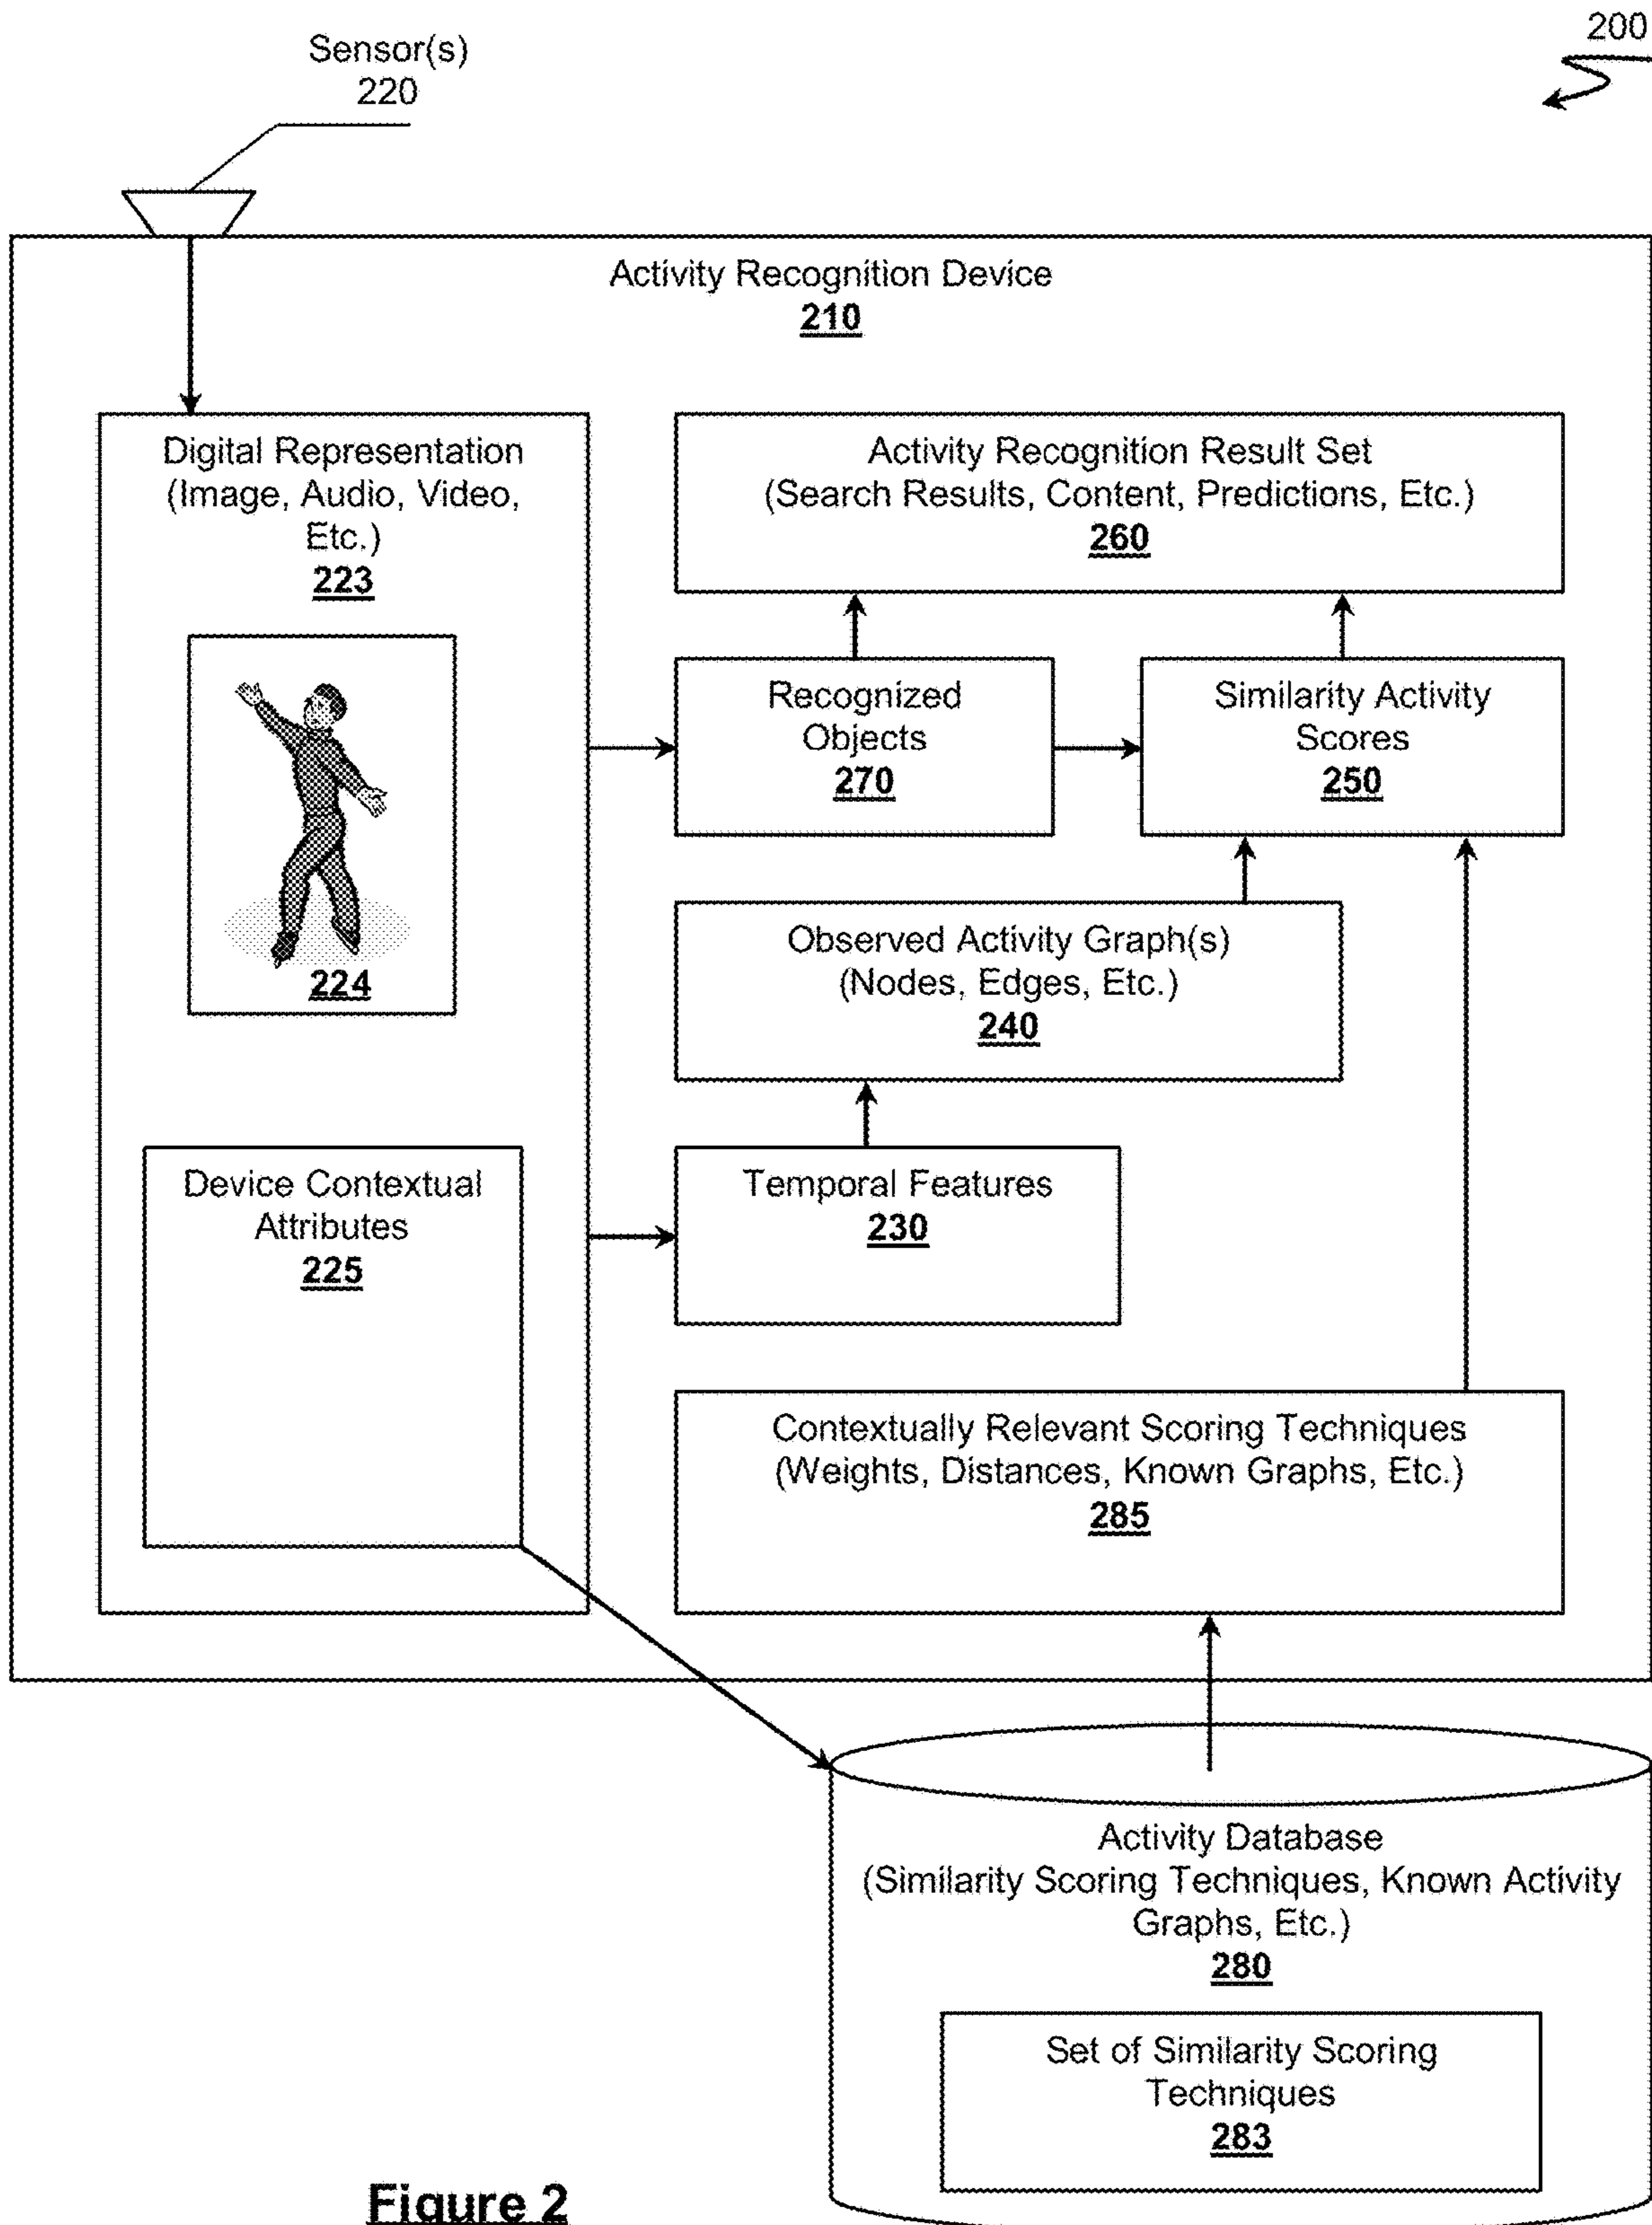 200
Sensor(s)
220
Activity Recognition Device
210
Digital Representation
(Image, Audio, Video,
Etc.)
223
224
Device Contextual
Attributes
225
Activity Recognition Result Set
(Search Results, Content, Predictions, Etc.)
260
Recognized
Objects
270
Similarity Activity
Scores
250
Observed Activity Graph(s)
(Nodes, Edges, Etc.)
240
Temporal Features
230
Contextually Relevant Scoring Techniques
(Weights, Distances, Known Graphs, Etc.)
285
Activity Database
(Similarity Scoring Techniques, Known Activity
Graphs, Etc.)
280
Set of Similarity Scoring
Techniques
283
Figure 2